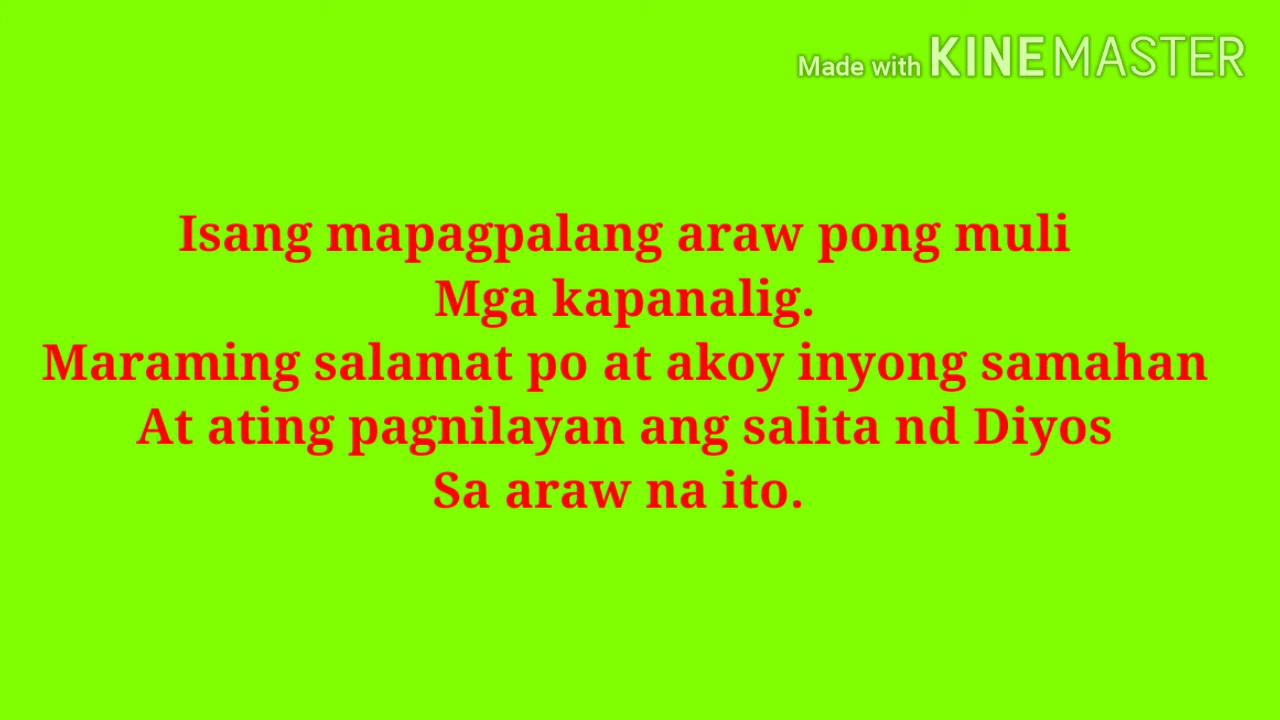 Made with KINEMASTER
Isang mapagpalang araw pong muli
Mga kapanalig.
Maraming salamat po at akoy inyong samahan
At ating pagnilayan ang salita nd Diyos
Sa araw na ito.